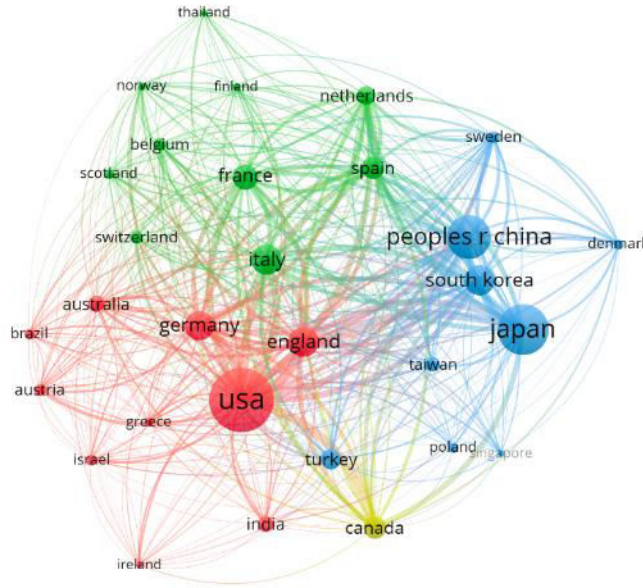 thailand
norway
finland
netherlands
belgium
sweden
scotland
france
spain
switzerland
peoples r china
denmark
italy
south korea
australia
germany
england
japan
brazil
taiwan
austria
usa
greece
israel
turkey
poland
singapore
india
canada
ireland